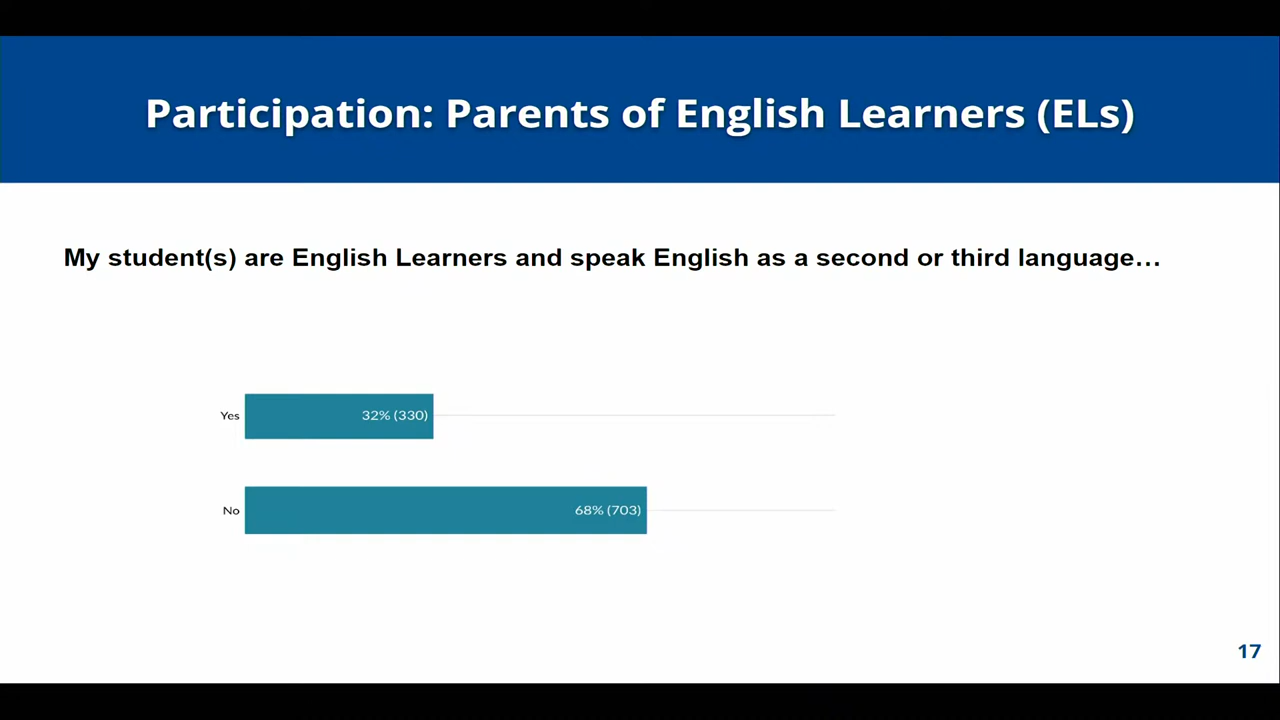 Participation: Parents of English Learners (ELs)
My student(s) are English Learners and speak English as a second or third language…
Yes 32% (330)
No 68% (703)
17